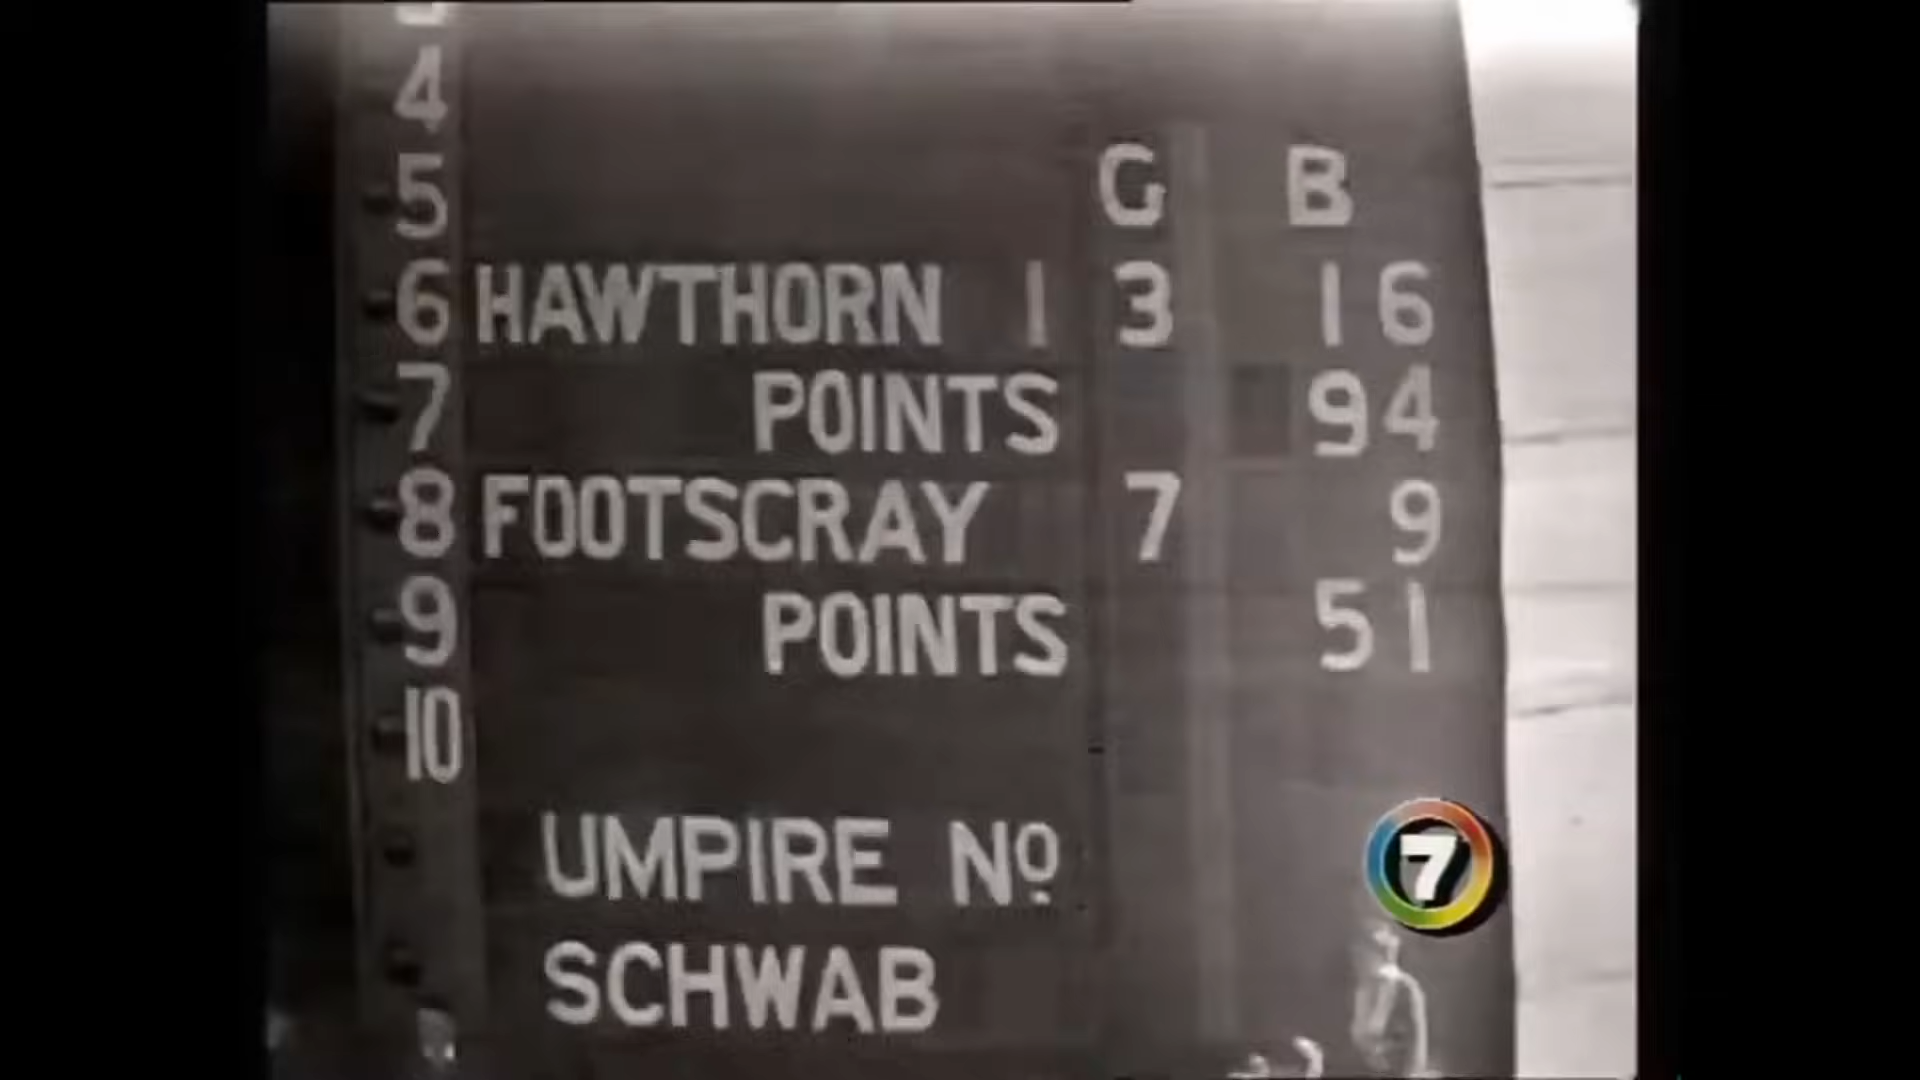 4
5 G B
6 HAWTHORN 13 16
7 POINTS 94
8 FOOTSCRAY 7 9
9 POINTS 51
10
UMPIRE Nº
SCHWAB
7